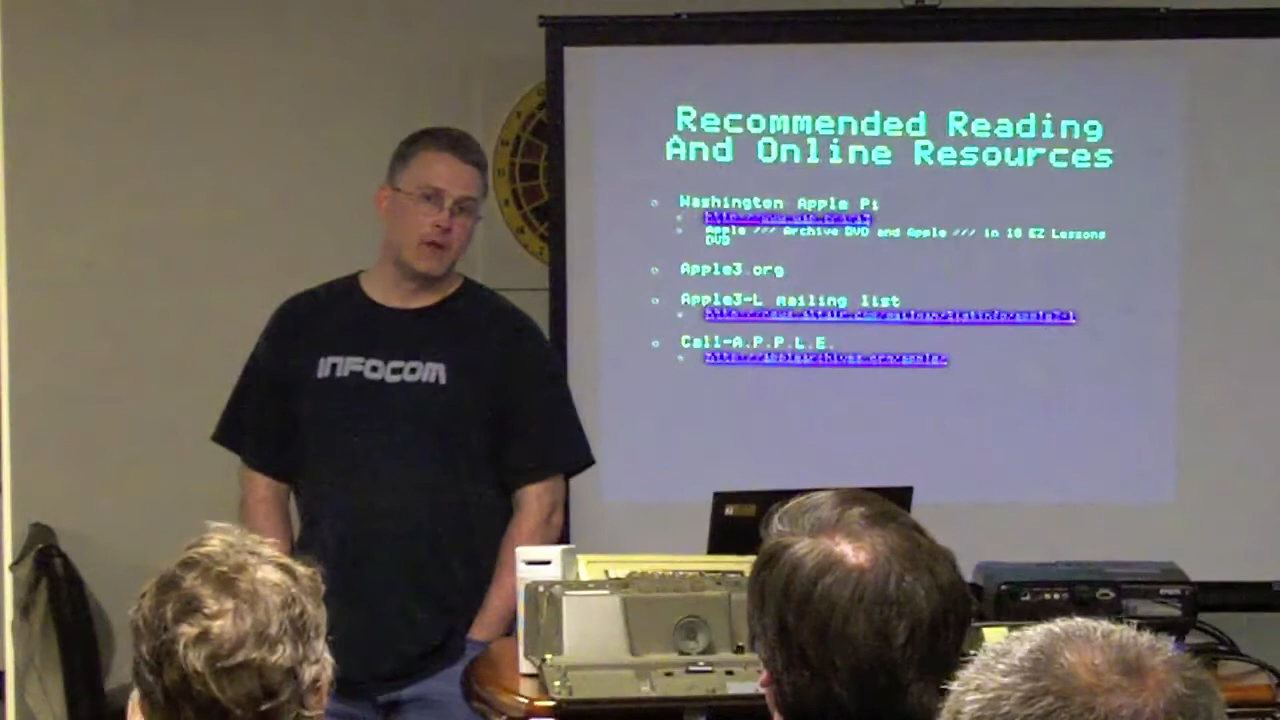 Recommended Reading
And Online Resources
Washington Apple Pi
Apple /// Archive DVD and Apple /// in 10 EZ Lessons
DVD
Apple3.org
Apple3-L mailing list
Call-A.P.P.L.E.
INFOCOM
EPSON